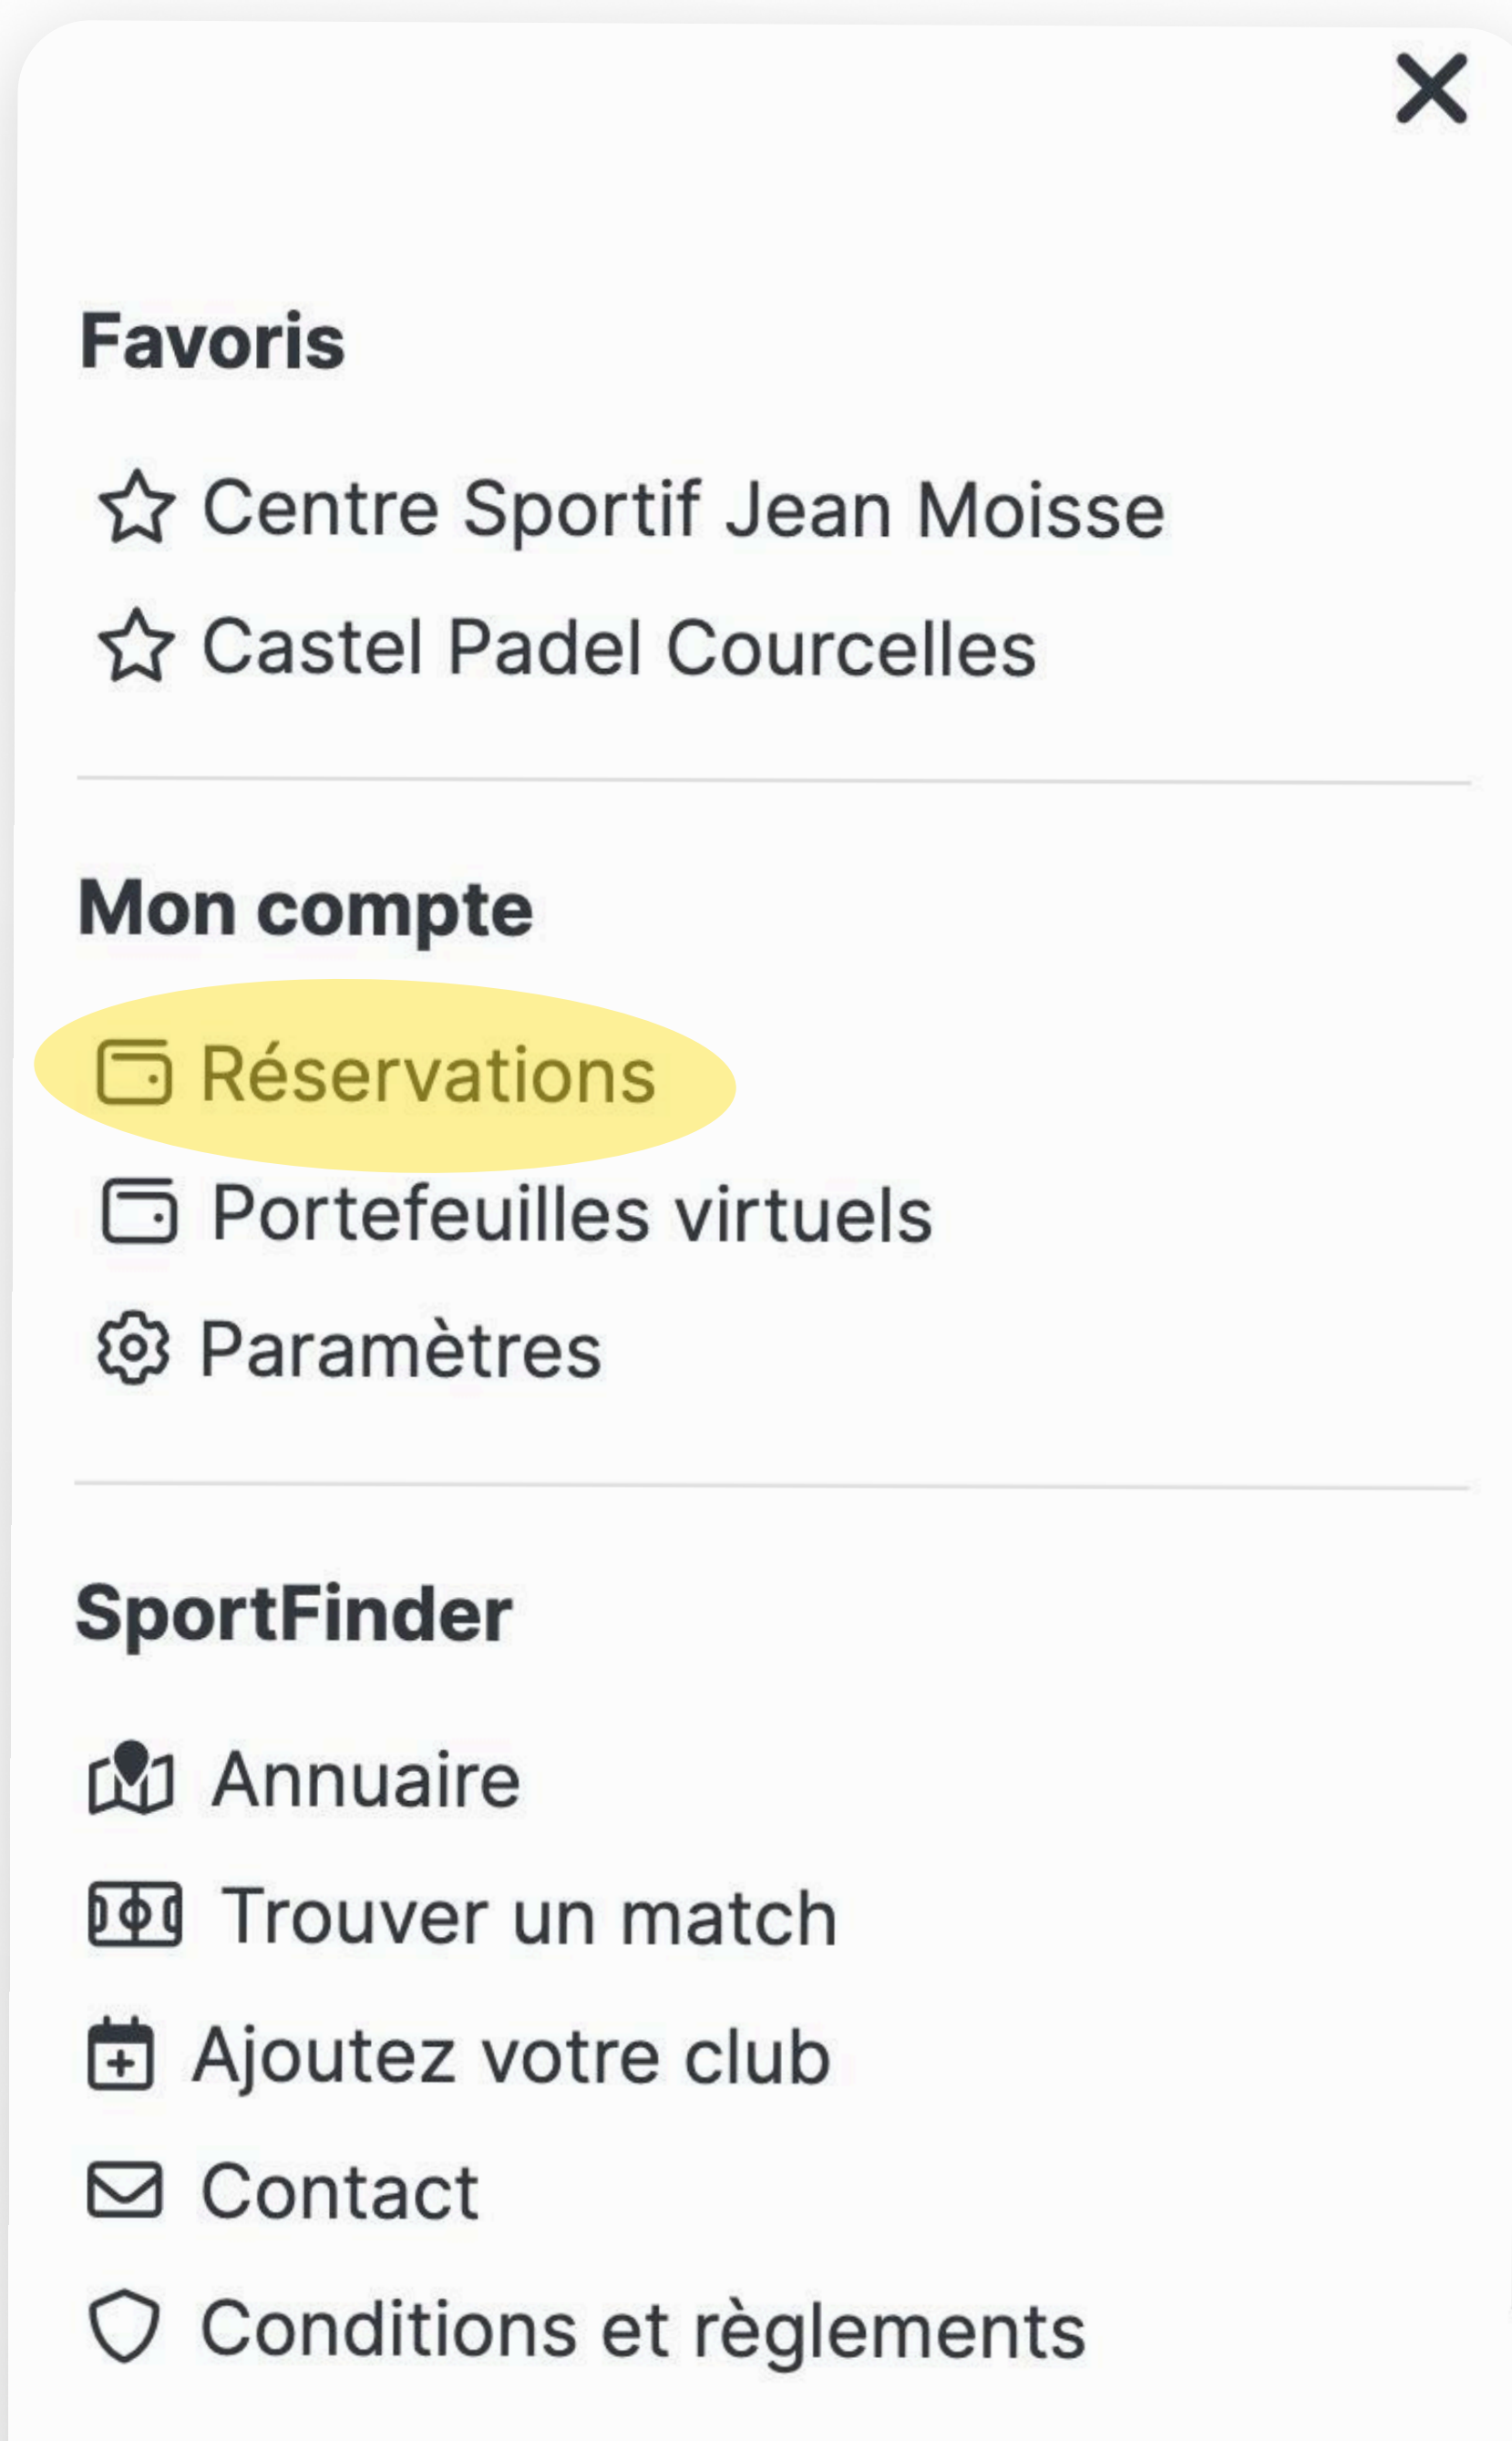 Favoris
Centre Sportif Jean Moisse
Castel Padel Courcelles
Mon compte
Réservations
Portefeuilles virtuels
Paramètres
SportFinder
Annuaire
Trouver un match
Ajoutez votre club
Contact
Conditions et règlements